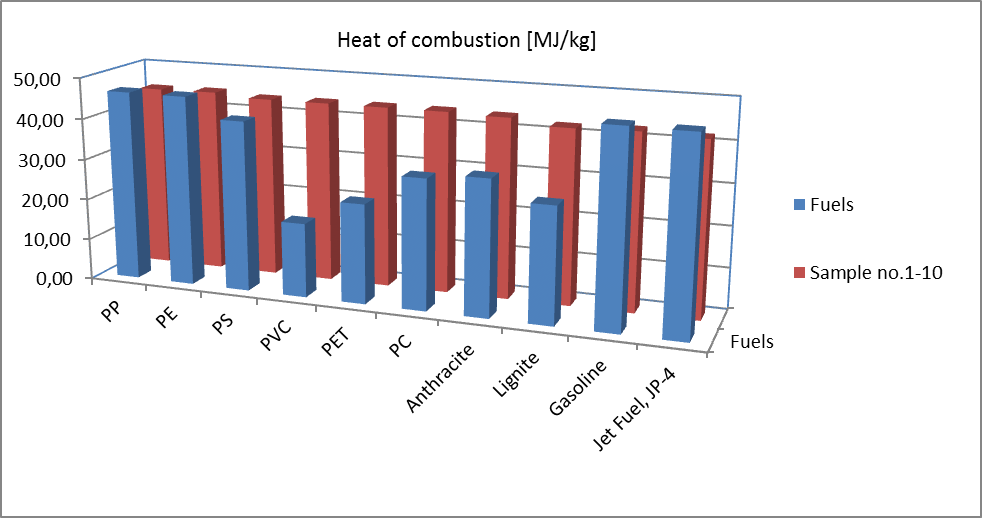 Heat of combustion [MJ/kg]
50,00
40,00
30,00
20,00
10,00
0,00
PP
PE
PS
PVC
PET
PC
Anthracite
Lignite
Gasoline
Jet Fuel, JP-4
Fuels
Fuels
Sample no.1-10